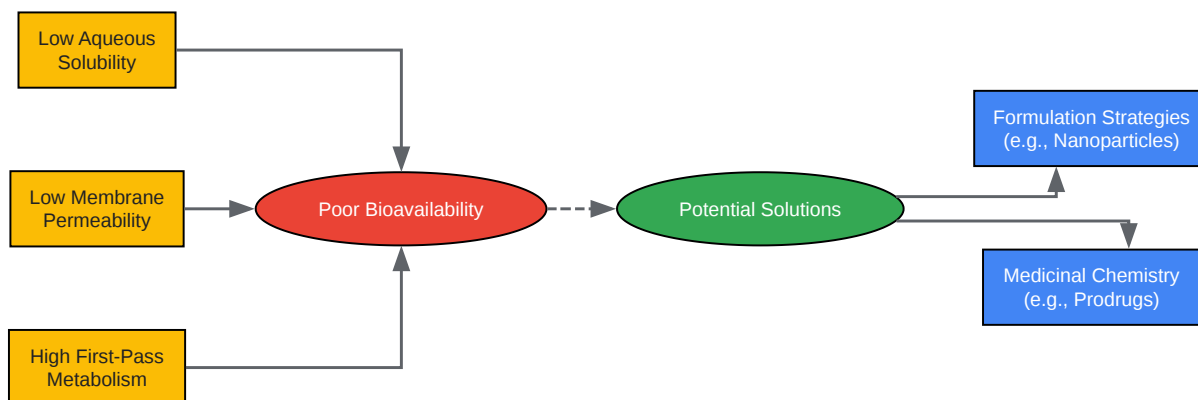 Low Aqueous
Solubility
Low Membrane
Permeability
High First-Pass
Metabolism
Poor Bioavailability
Potential Solutions
Formulation Strategies
(e.g., Nanoparticles)
Medicinal Chemistry
(e.g., Prodrugs)